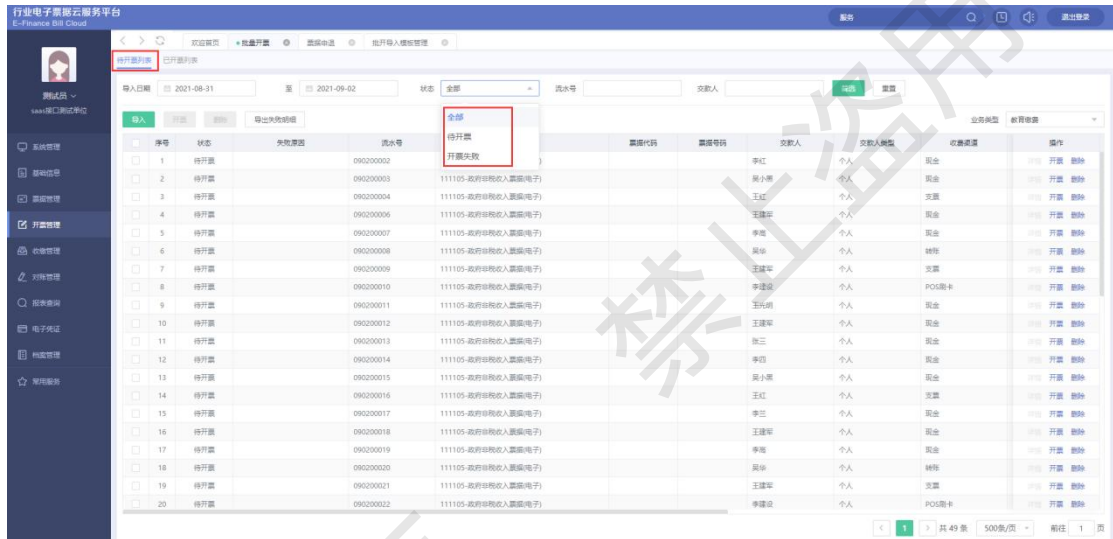 行业电子票据云服务平台
E-Finance Bill Cloud
服务
退出登录
欢迎首页 批量开票 票据申退 批开导入模板管理
待开票列表 已开票列表
导入日期 2021-08-31 至 2021-09-02 状态 全部 流水号 交款人 筛选 重置
全部
待开票
开票失败
导入 开票 删除 导出失败明细 业务类型 教育缴费
测试员
saas接口测试单位
系统管理
基础信息
票据管理
开票管理
收缴管理
对账管理
报表查询
电子凭证
档案管理
常用服务
序号 状态 失败原因 流水号 票据代码 票据号码 交款人 交款人类型 收缴渠道 操作
1 待开票 090200002 ) 李红 个人 现金 开票 删除
2 待开票 090200003 111105-政府非税收入票据(电子) 吴小惠 个人 现金 开票 删除
3 待开票 090200004 111105-政府非税收入票据(电子) 王红 个人 支票 开票 删除
4 待开票 090200006 111105-政府非税收入票据(电子) 王建军 个人 现金 开票 删除
5 待开票 090200007 111105-政府非税收入票据(电子) 李雨 个人 现金 开票 删除
6 待开票 090200008 111105-政府非税收入票据(电子) 吴华 个人 转账 开票 删除
7 待开票 090200009 111105-政府非税收入票据(电子) 王建军 个人 支票 开票 删除
8 待开票 090200010 111105-政府非税收入票据(电子) 李建设 个人 POS刷卡 开票 删除
9 待开票 090200011 111105-政府非税收入票据(电子) 王先明 个人 现金 开票 删除
10 待开票 090200012 111105-政府非税收入票据(电子) 王建军 个人 现金 开票 删除
11 待开票 090200013 111105-政府非税收入票据(电子) 张三 个人 现金 开票 删除
12 待开票 090200014 111105-政府非税收入票据(电子) 李四 个人 现金 开票 删除
13 待开票 090200015 111105-政府非税收入票据(电子) 吴小惠 个人 现金 开票 删除
14 待开票 090200016 111105-政府非税收入票据(电子) 王红 个人 支票 开票 删除
15 待开票 090200017 111105-政府非税收入票据(电子) 李三 个人 现金 开票 删除
16 待开票 090200018 111105-政府非税收入票据(电子) 王建军 个人 现金 开票 删除
17 待开票 090200019 111105-政府非税收入票据(电子) 李雨 个人 现金 开票 删除
18 待开票 090200020 111105-政府非税收入票据(电子) 吴华 个人 转账 开票 删除
19 待开票 090200021 111105-政府非税收入票据(电子) 王建军 个人 支票 开票 删除
20 待开票 090200022 111105-政府非税收入票据(电子) 李建设 个人 POS刷卡 开票 删除
1 共 49 条 500条/页 前往 1 页
禁止盗用